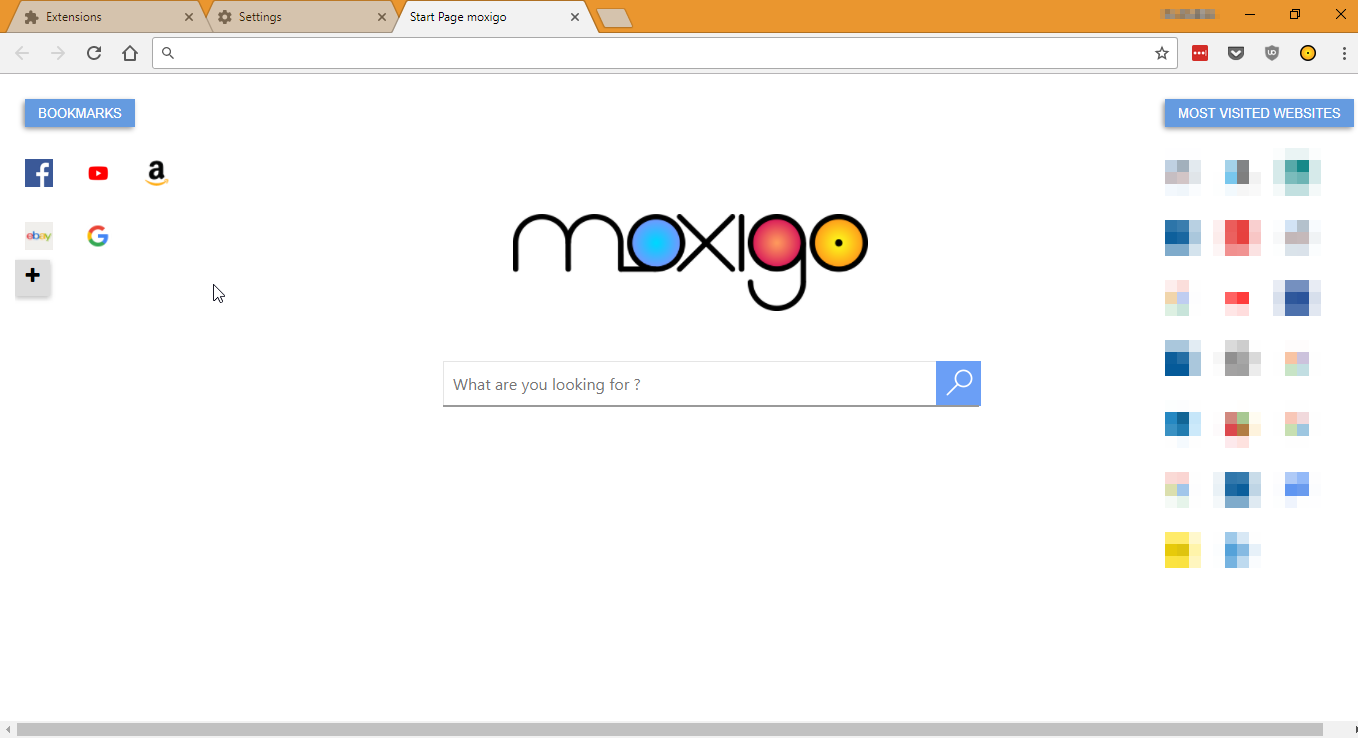 Extensions
Settings
Start Page moxigo
BOOKMARKS
MOST VISITED WEBSITES
ebay
moxigo
What are you looking for ?